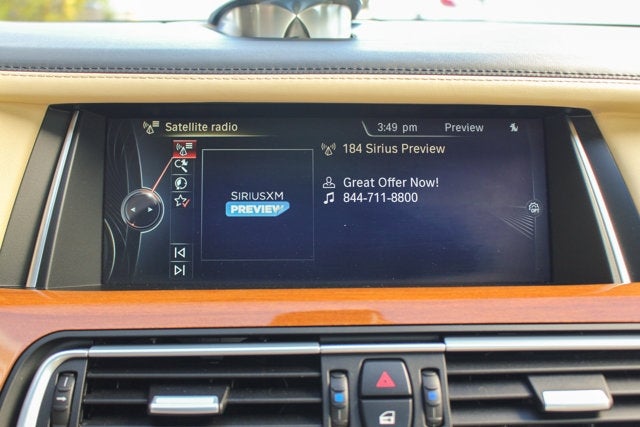 Satellite radio
3:49 pm Preview
184 Sirius Preview
SIRIUSXM
PREVIEW
Great Offer Now!
844-711-8800
OFF